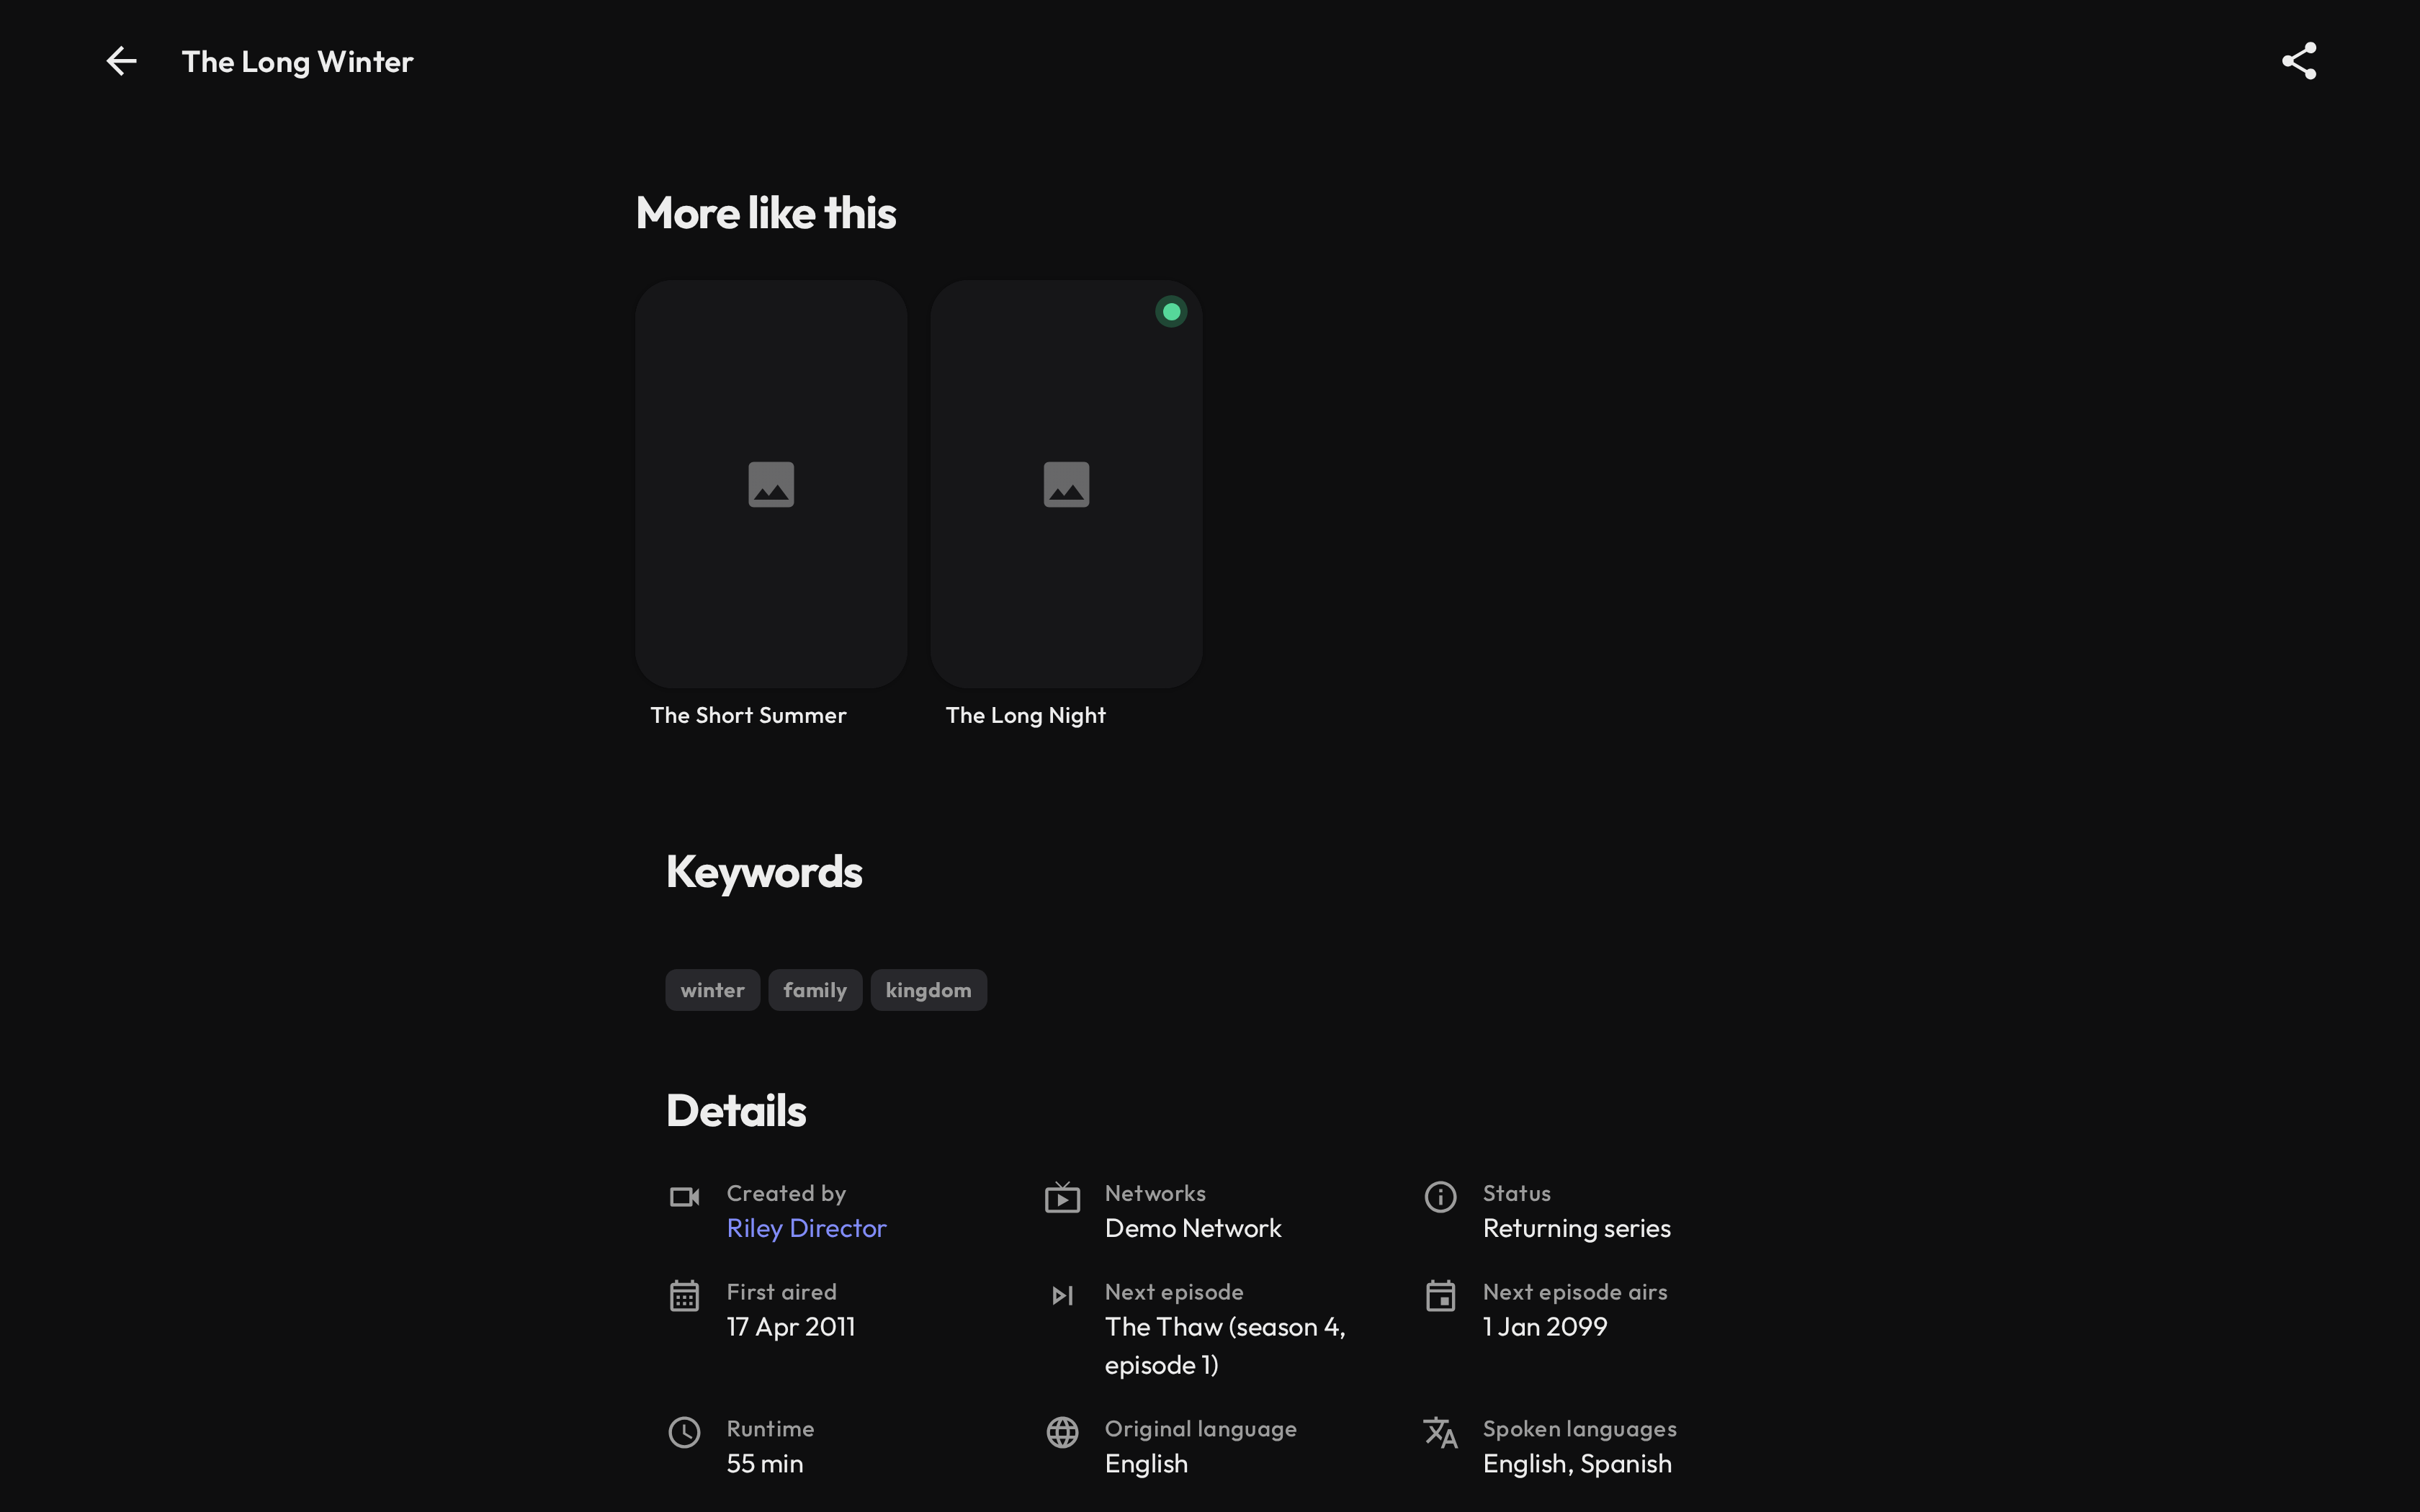 The Long Winter
More like this
The Short Summer
The Long Night
Keywords
winter
family
kingdom
Details
Created by
Riley Director
Networks
Demo Network
Status
Returning series
First aired
17 Apr 2011
Next episode
The Thaw (season 4,
episode 1)
Next episode airs
1 Jan 2099
Runtime
55 min
Original language
English
Spoken languages
English, Spanish